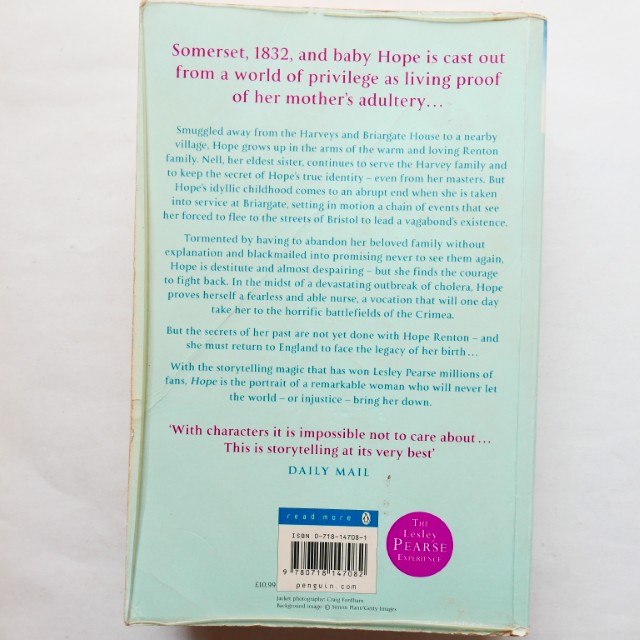 Somerset, 1832, and baby Hope is cast out
from a world of privilege as living proof
of her mother's adultery...
Smuggled away from the Harveys and Briargate House to a nearby
village, Hope grows up in the arms of the warm and loving Renton
family. Nell, her eldest sister, continues to serve the Harvey family and
to keep the secret of Hope's true identity – even from her masters. But
Hope's idyllic childhood comes to an abrupt end when she is taken
into service at Briargate, setting in motion a chain of events that see
her forced to flee to the streets of Bristol to lead a vagabond's existence.
Tormented by having to abandon her beloved family without
explanation and blackmailed into promising never to see them again,
Hope is destitute and almost despairing – but she finds the courage
to fight back. In the midst of a devastating outbreak of cholera, Hope
proves herself a fearless and able nurse, a vocation that will one day
take her to the horrific battlefields of the Crimea.
But the secrets of her past are not yet done with Hope Renton – and
she must return to England to face the legacy of her birth...
With the storytelling magic that has won Lesley Pearse millions of
fans, Hope is the portrait of a remarkable woman who will never let
the world – or injustice – bring her down.
'With characters it is impossible not to care about...
This is storytelling at its very best'
DAILY MAIL
read more
ISBN 0-718-14708-1
9 780718 147082
£10.99
penguin.com
THE
Lesley
PEARSE
EXPERIENCE
Jacket photography: Craig Fordham
Background image: © Simon Plant/Getty Images